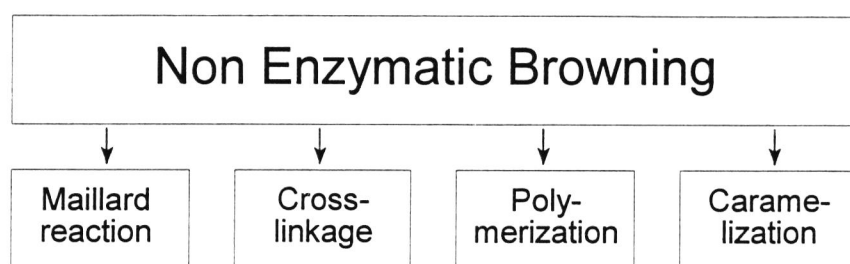 Non Enzymatic Browning
Maillard
reaction
Cross-
linkage
Poly-
merization
Carame-
lization